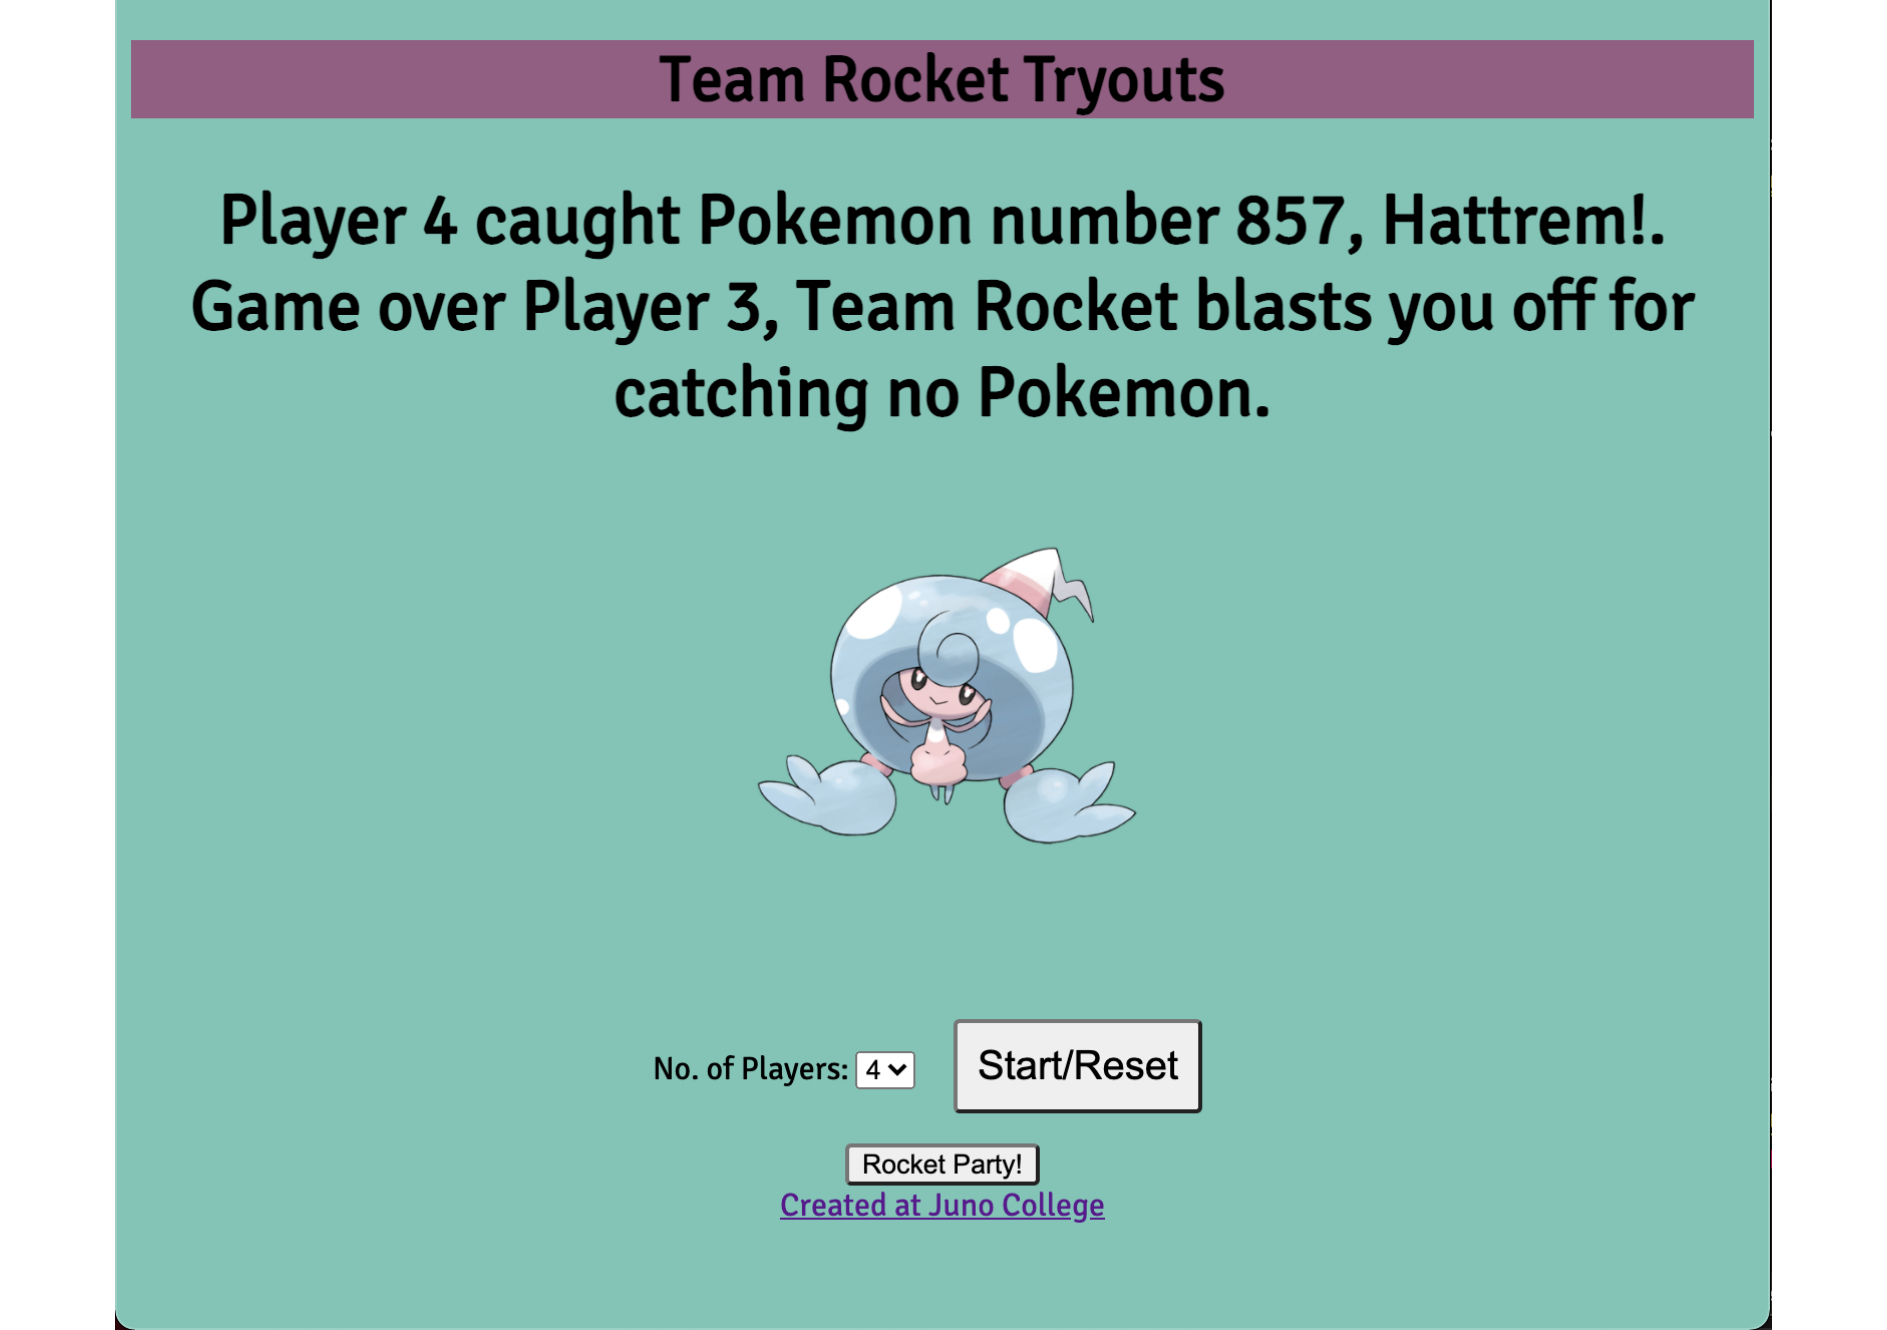 Team Rocket Tryouts
Player 4 caught Pokemon number 857, Hattrem!.
Game over Player 3, Team Rocket blasts you off for
catching no Pokemon.
No. of Players: 4 Start/Reset
Rocket Party!
Created at Juno College